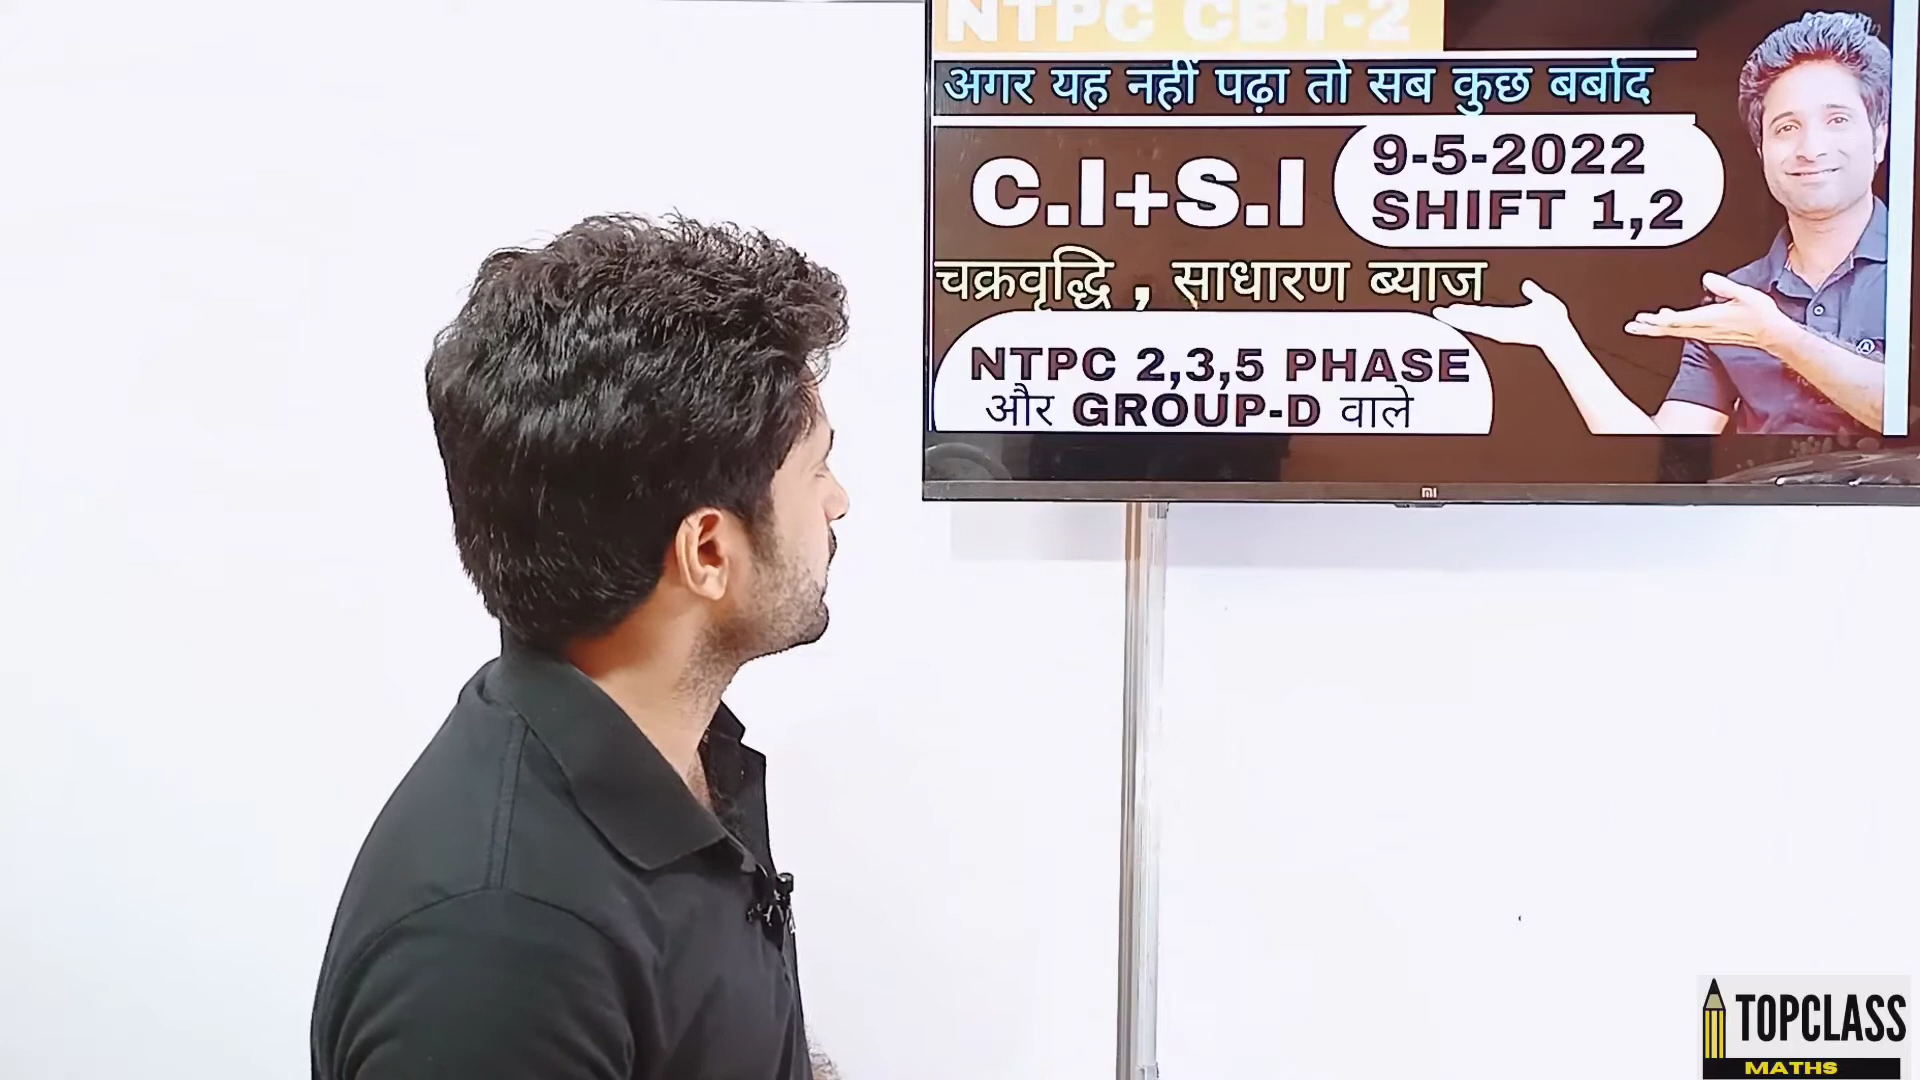 NTPC CBT-2
अगर यह नहीं पढ़ा तो सब कुछ बर्बाद
C.I+S.I
9-5-2022
SHIFT 1,2
चक्रवृद्धि , साधारण ब्याज
NTPC 2,3,5 PHASE
और GROUP-D वाले
mi
TOPCLASS
MATHS